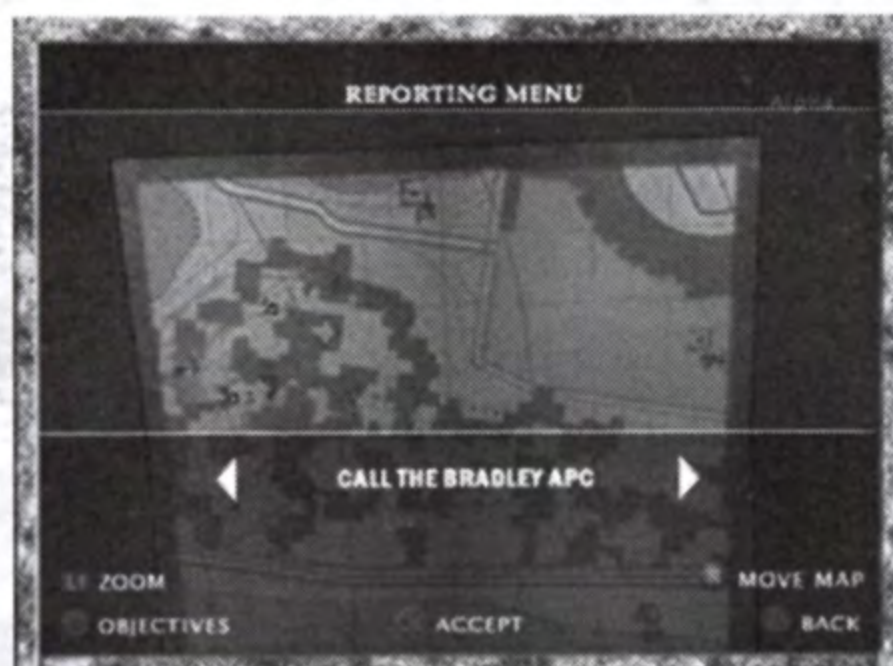 REPORTING MENU
CALL THE BRADLEY APC
ZOOM
MOVE MAP
OBJECTIVES
ACCEPT
BACK